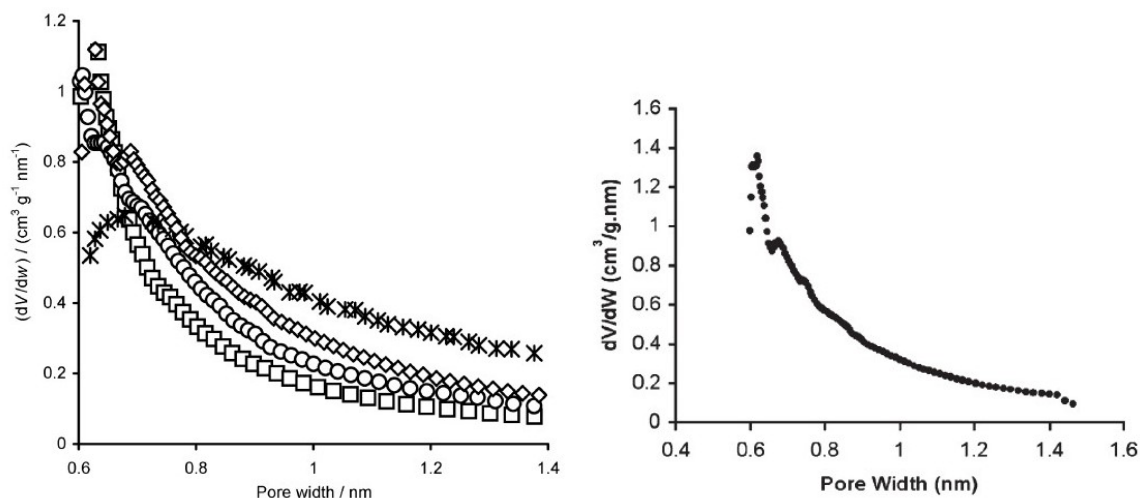 1.2
1
0.8
0.6
0.4
0.2
0
(dV/dw) / (cm³ g⁻¹ nm⁻¹)
0.6 0.8 1 1.2 1.4
Pore width / nm
1.6
1.4
1.2
1
0.8
0.6
0.4
0.2
0
dV/dW (cm³/g.nm)
0.4 0.6 0.8 1 1.2 1.4 1.6
Pore Width (nm)